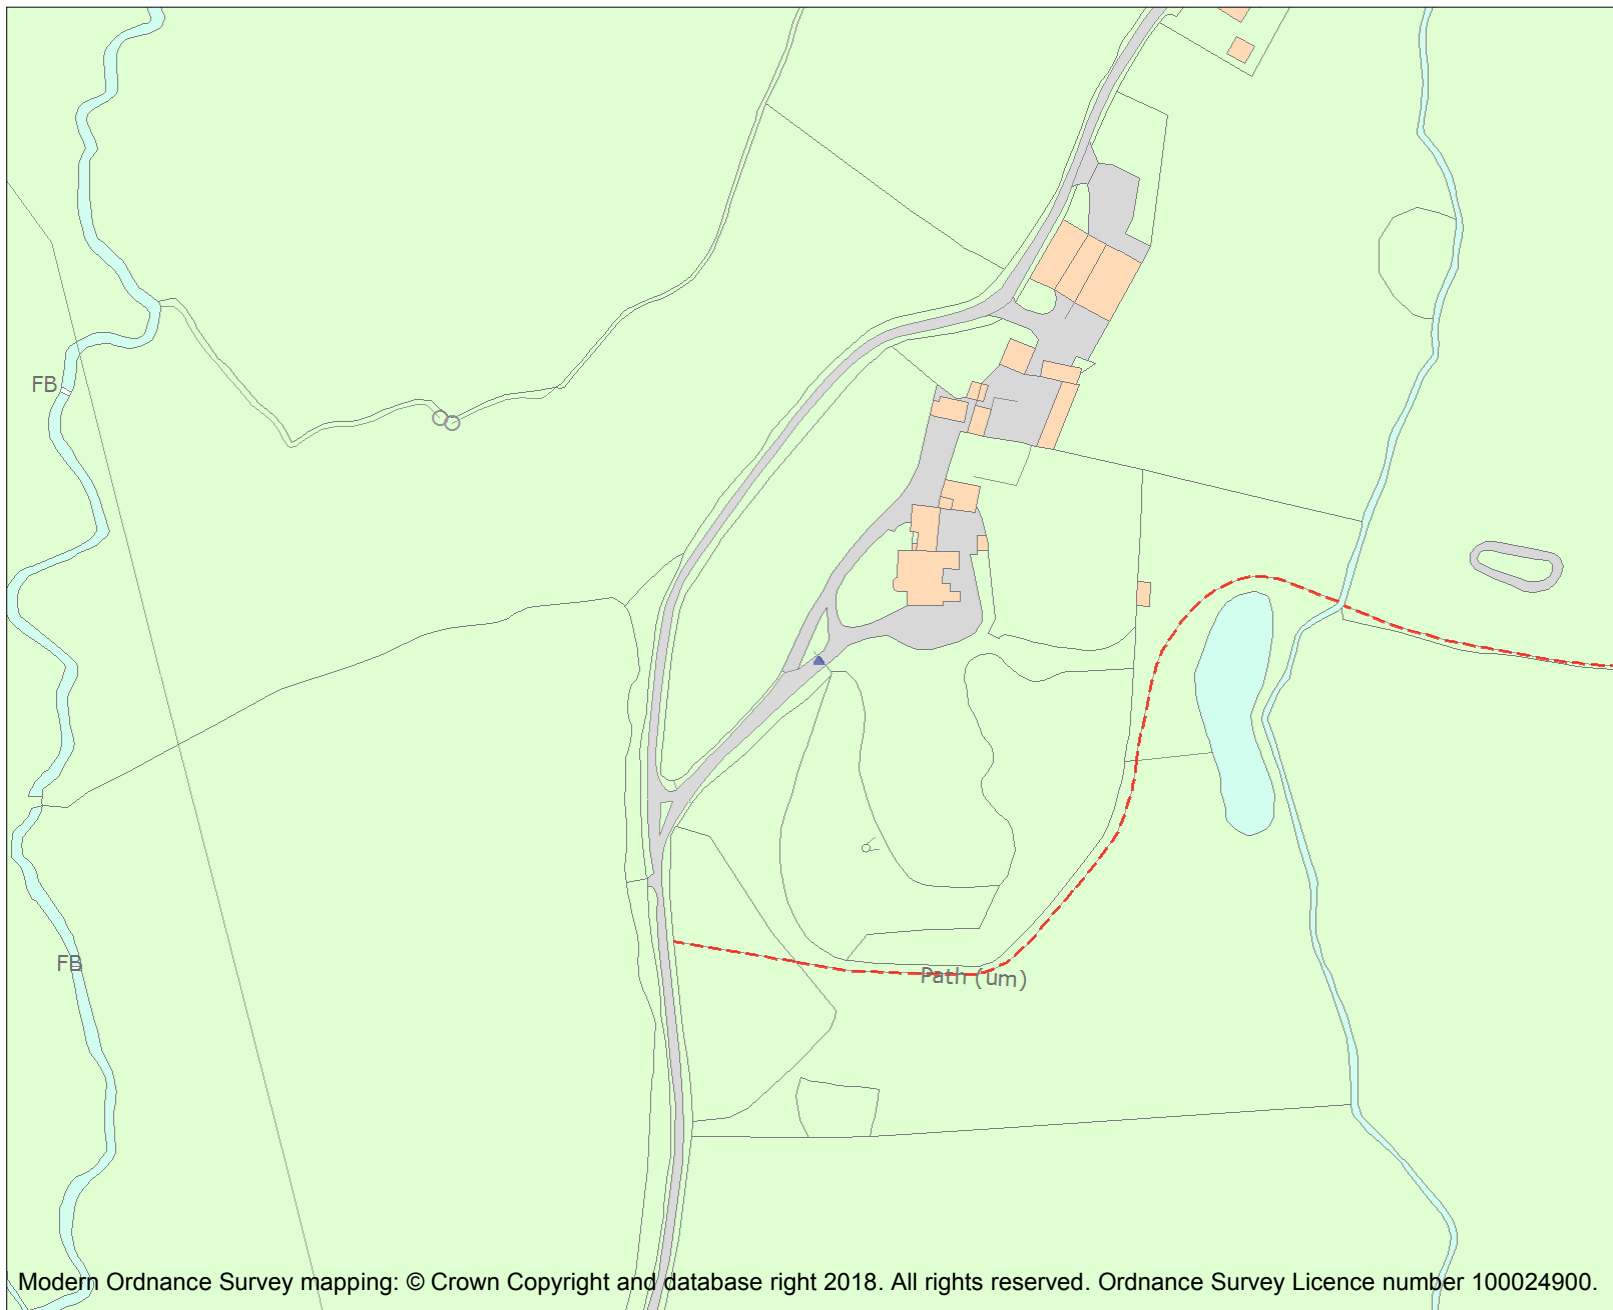 FB
FB
Path (um)
Modern Ordnance Survey mapping: © Crown Copyright and database right 2018. All rights reserved. Ordnance Survey Licence number 100024900.